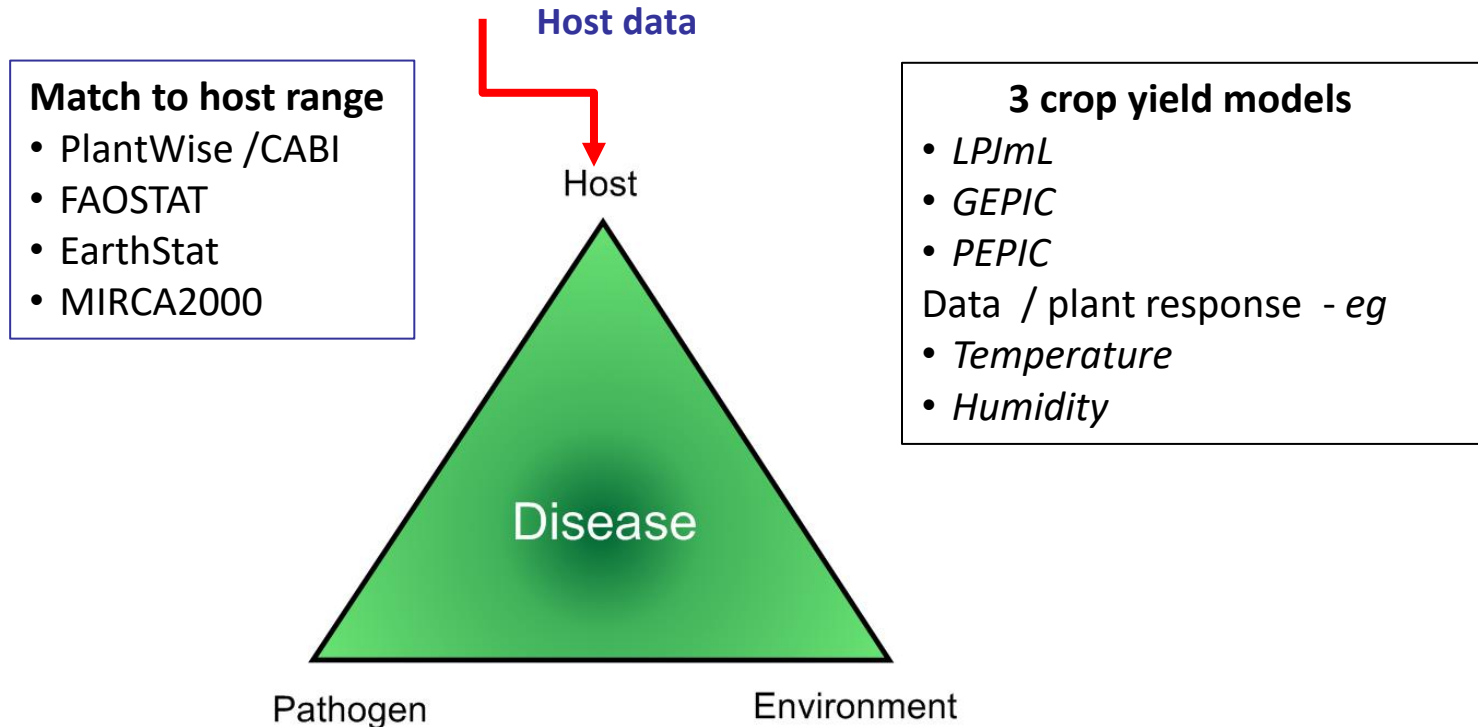 Host data
Match to host range
• PlantWise /CABI
• FAOSTAT
• EarthStat
• MIRCA2000
3 crop yield models
• LPJmL
• GEPIC
• PEPIC
Data / plant response - eg
• Temperature
• Humidity
Host
Disease
Pathogen
Environment